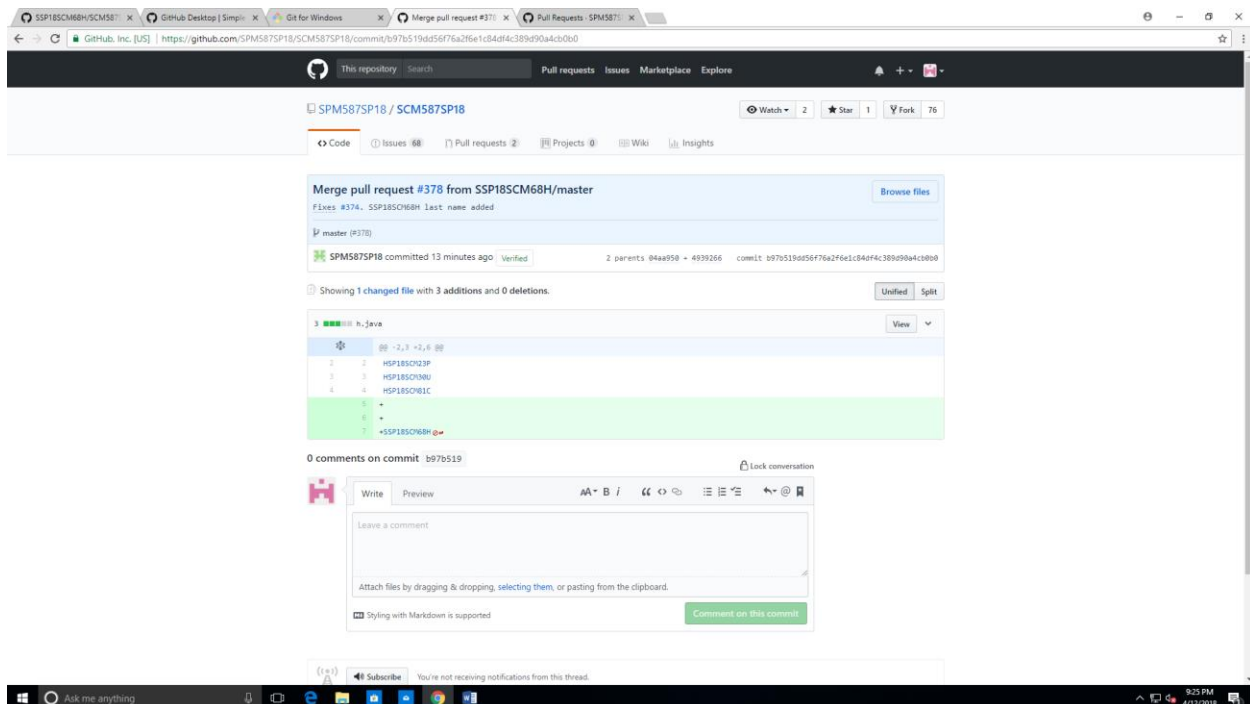 SSP18SCM68H/SCM587S
GitHub Desktop | Simple
Git for Windows
Merge pull request #378
Pull Requests · SPM587S
GitHub, Inc. [US] | https://github.com/SPM587SP18/SCM587SP18/commit/b97b519dd56f76a2f6e1c84df4c389d90a4cb0b0
This repository Search Pull requests Issues Marketplace Explore
SPM587SP18 / SCM587SP18 Watch 2 Star 1 Fork 76
Code Issues 68 Pull requests 2 Projects 0 Wiki Insights
Merge pull request #378 from SSP18SCM68H/master Browse files
Fixes #374. SSP18SCM68H last name added
master (#378)
SPM587SP18 committed 13 minutes ago Verified 2 parents 04aa950 + 4939266 commit b97b519dd56f76a2f6e1c84df4c389d90a4cb0b0
Showing 1 changed file with 3 additions and 0 deletions. Unified Split
3 h.java View
@@ -2,3 +2,6 @@
2 2 HSP18SCM23P
3 3 HSP18SCM30U
4 4 HSP18SCM81C
5 +
6 +
7 +SSP18SCM68H
0 comments on commit b97b519
Lock conversation
Write Preview AA B i “ <> @
Leave a comment
Attach files by dragging & dropping, selecting them, or pasting from the clipboard.
Styling with Markdown is supported Comment on this commit
Subscribe You're not receiving notifications from this thread.
Ask me anything
9:25 PM
4/12/2018